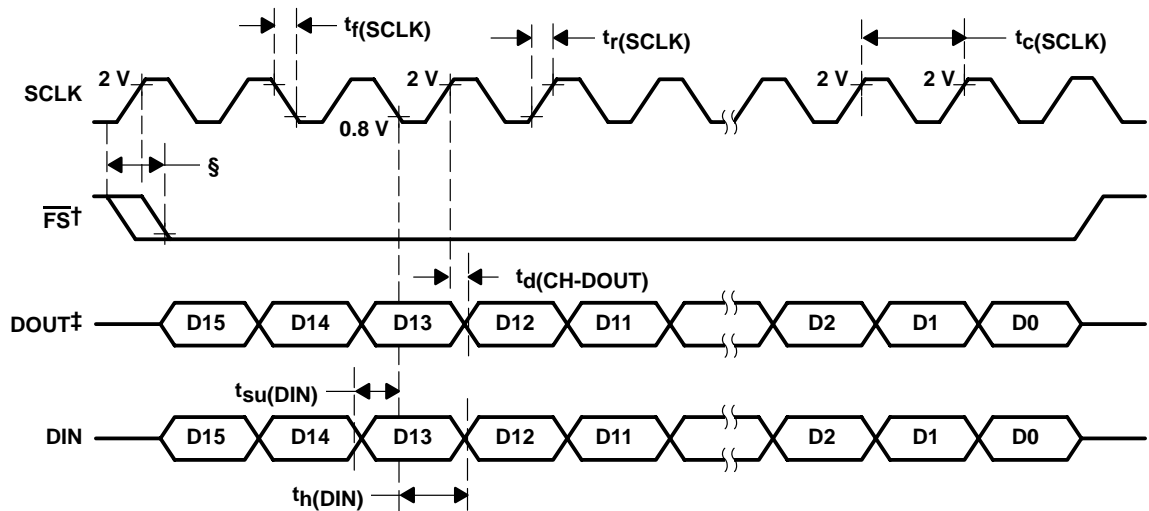 tf(SCLK)
tr(SCLK)
tc(SCLK)
SCLK
2 V
2 V
2 V
2 V
0.8 V
§
FS†
td(CH-DOUT)
DOUT‡
D15 D14 D13 D12 D11 D2 D1 D0
tsu(DIN)
DIN
D15 D14 D13 D12 D11 D2 D1 D0
th(DIN)